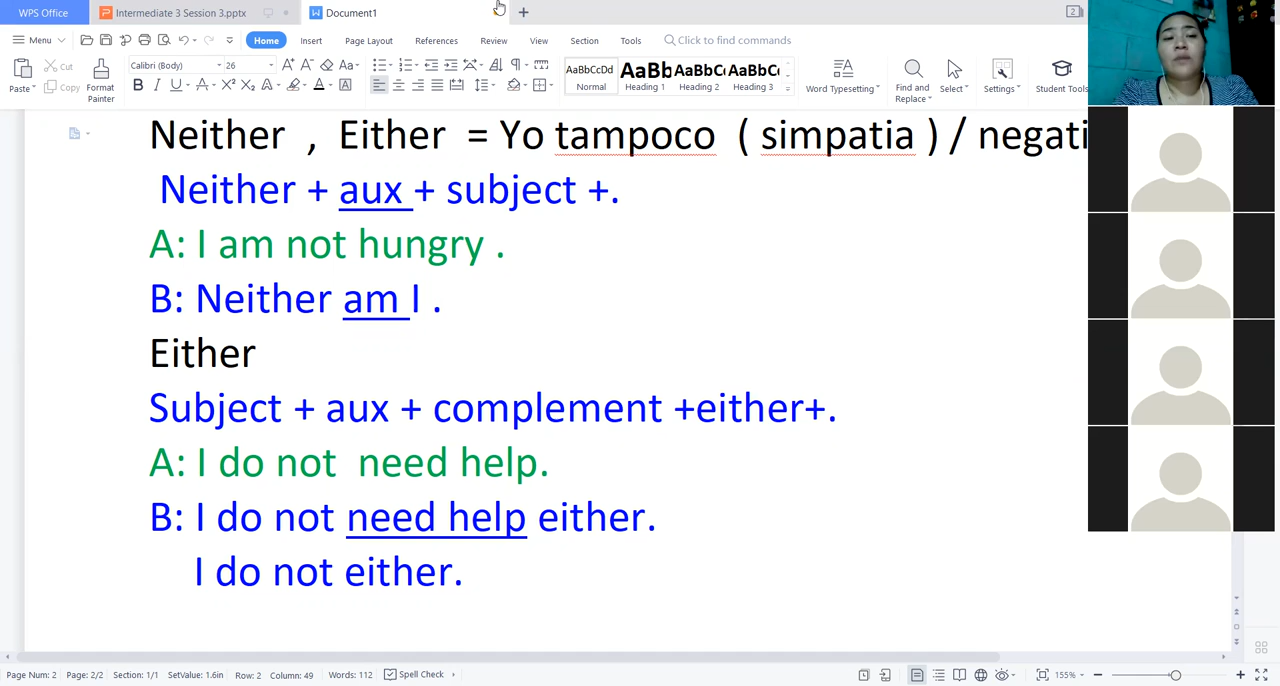 WPS Office Intermediate 3 Session 3.pptx Document1 2
Menu Home Insert Page Layout References Review View Section Tools Click to find commands
Paste Cut Copy Format Painter Calibri (Body) 26 AaBbCcDd Normal AaBb Heading 1 AaBbC Heading 2 AaBbC Heading 3 Word Typesetting Find and Replace Select Settings Student Tools
Neither , Either = Yo tampoco ( simpatia ) / negati
Neither + aux + subject +.
A: I am not hungry .
B: Neither am I .
Either
Subject + aux + complement +either+.
A: I do not need help.
B: I do not need help either.
I do not either.
Page Num: 2 Page: 2/2 Section: 1/1 SetValue: 1.6in Row: 2 Column: 49 Words: 112 Spell Check 155%